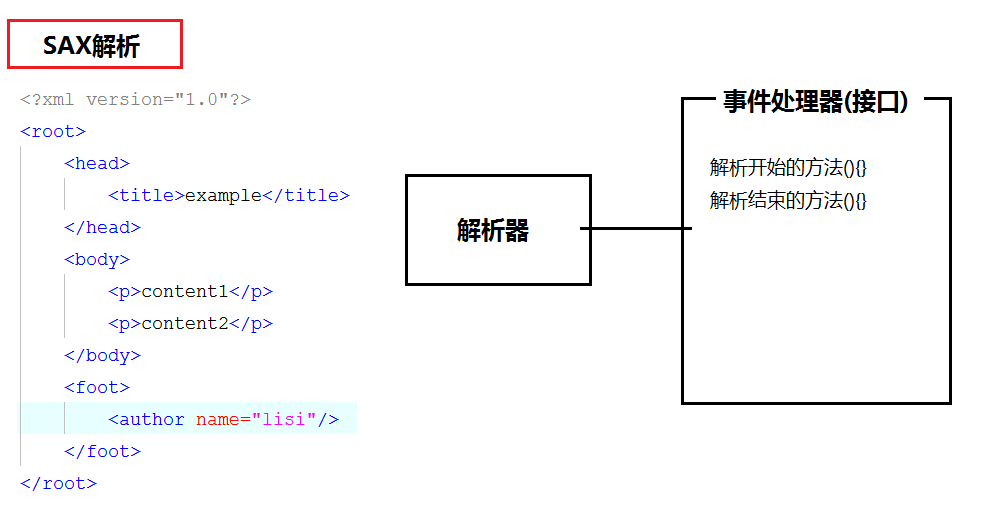 SAX解析
<?xml version="1.0"?>
<root>
<head>
<title>example</title>
</head>
<body>
<p>content1</p>
<p>content2</p>
</body>
<foot>
<author name="lisi"/>
</foot>
</root>
解析器
事件处理器(接口)
解析开始的方法(){}
解析结束的方法(){}